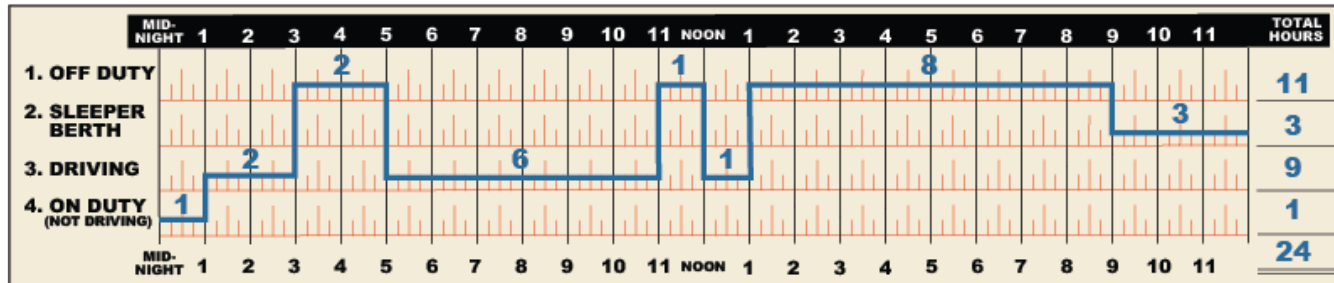 MID-
NIGHT 1 2 3 4 5 6 7 8 9 10 11 NOON 1 2 3 4 5 6 7 8 9 10 11 TOTAL
HOURS
1. OFF DUTY 2 1 8 11
2. SLEEPER
BERTH 3 3
3. DRIVING 2 6 1 9
4. ON DUTY
(NOT DRIVING) 1 1
24
MID-
NIGHT 1 2 3 4 5 6 7 8 9 10 11 NOON 1 2 3 4 5 6 7 8 9 10 11